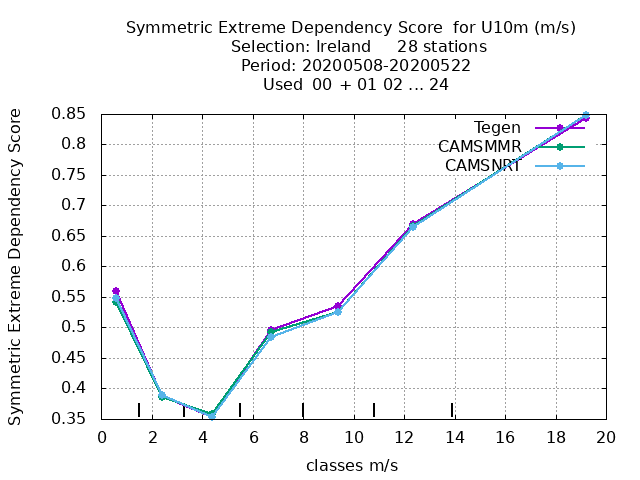 Symmetric Extreme Dependency Score for U10m (m/s)
Selection: Ireland 28 stations
Period: 20200508-20200522
Used 00 + 01 02 ... 24
Symmetric Extreme Dependency Score
0.85
0.8
0.75
0.7
0.65
0.6
0.55
0.5
0.45
0.4
0.35
Tegen
CAMSMMR
CAMSNRT
0 2 4 6 8 10 12 14 16 18 20
classes m/s